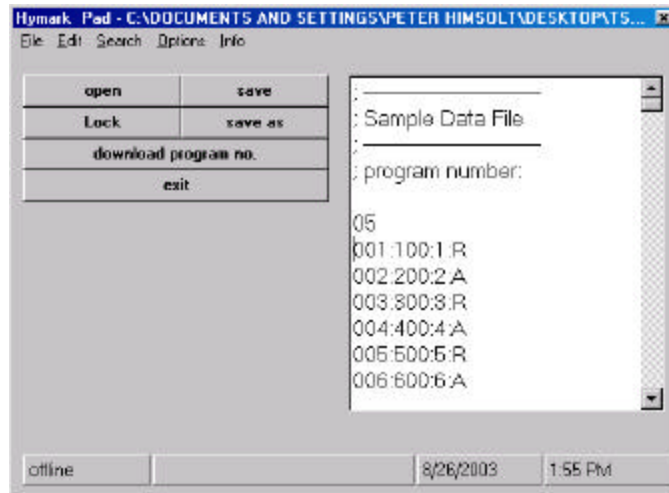 Hymark Pad - C:\DOCUMENTS AND SETTINGS\PETER HIMSOLT\DESKTOP\TS...
File Edit Search Options Info
open save
Lock save as
download program no.
exit
; ——————————
; Sample Data File
; ——————————
; program number:
05
001:100:1:R
002:200:2:A
003:300:3:R
004:400:4:A
005:500:5:R
006:600:6:A
offline 8/26/2003 1:55 PM